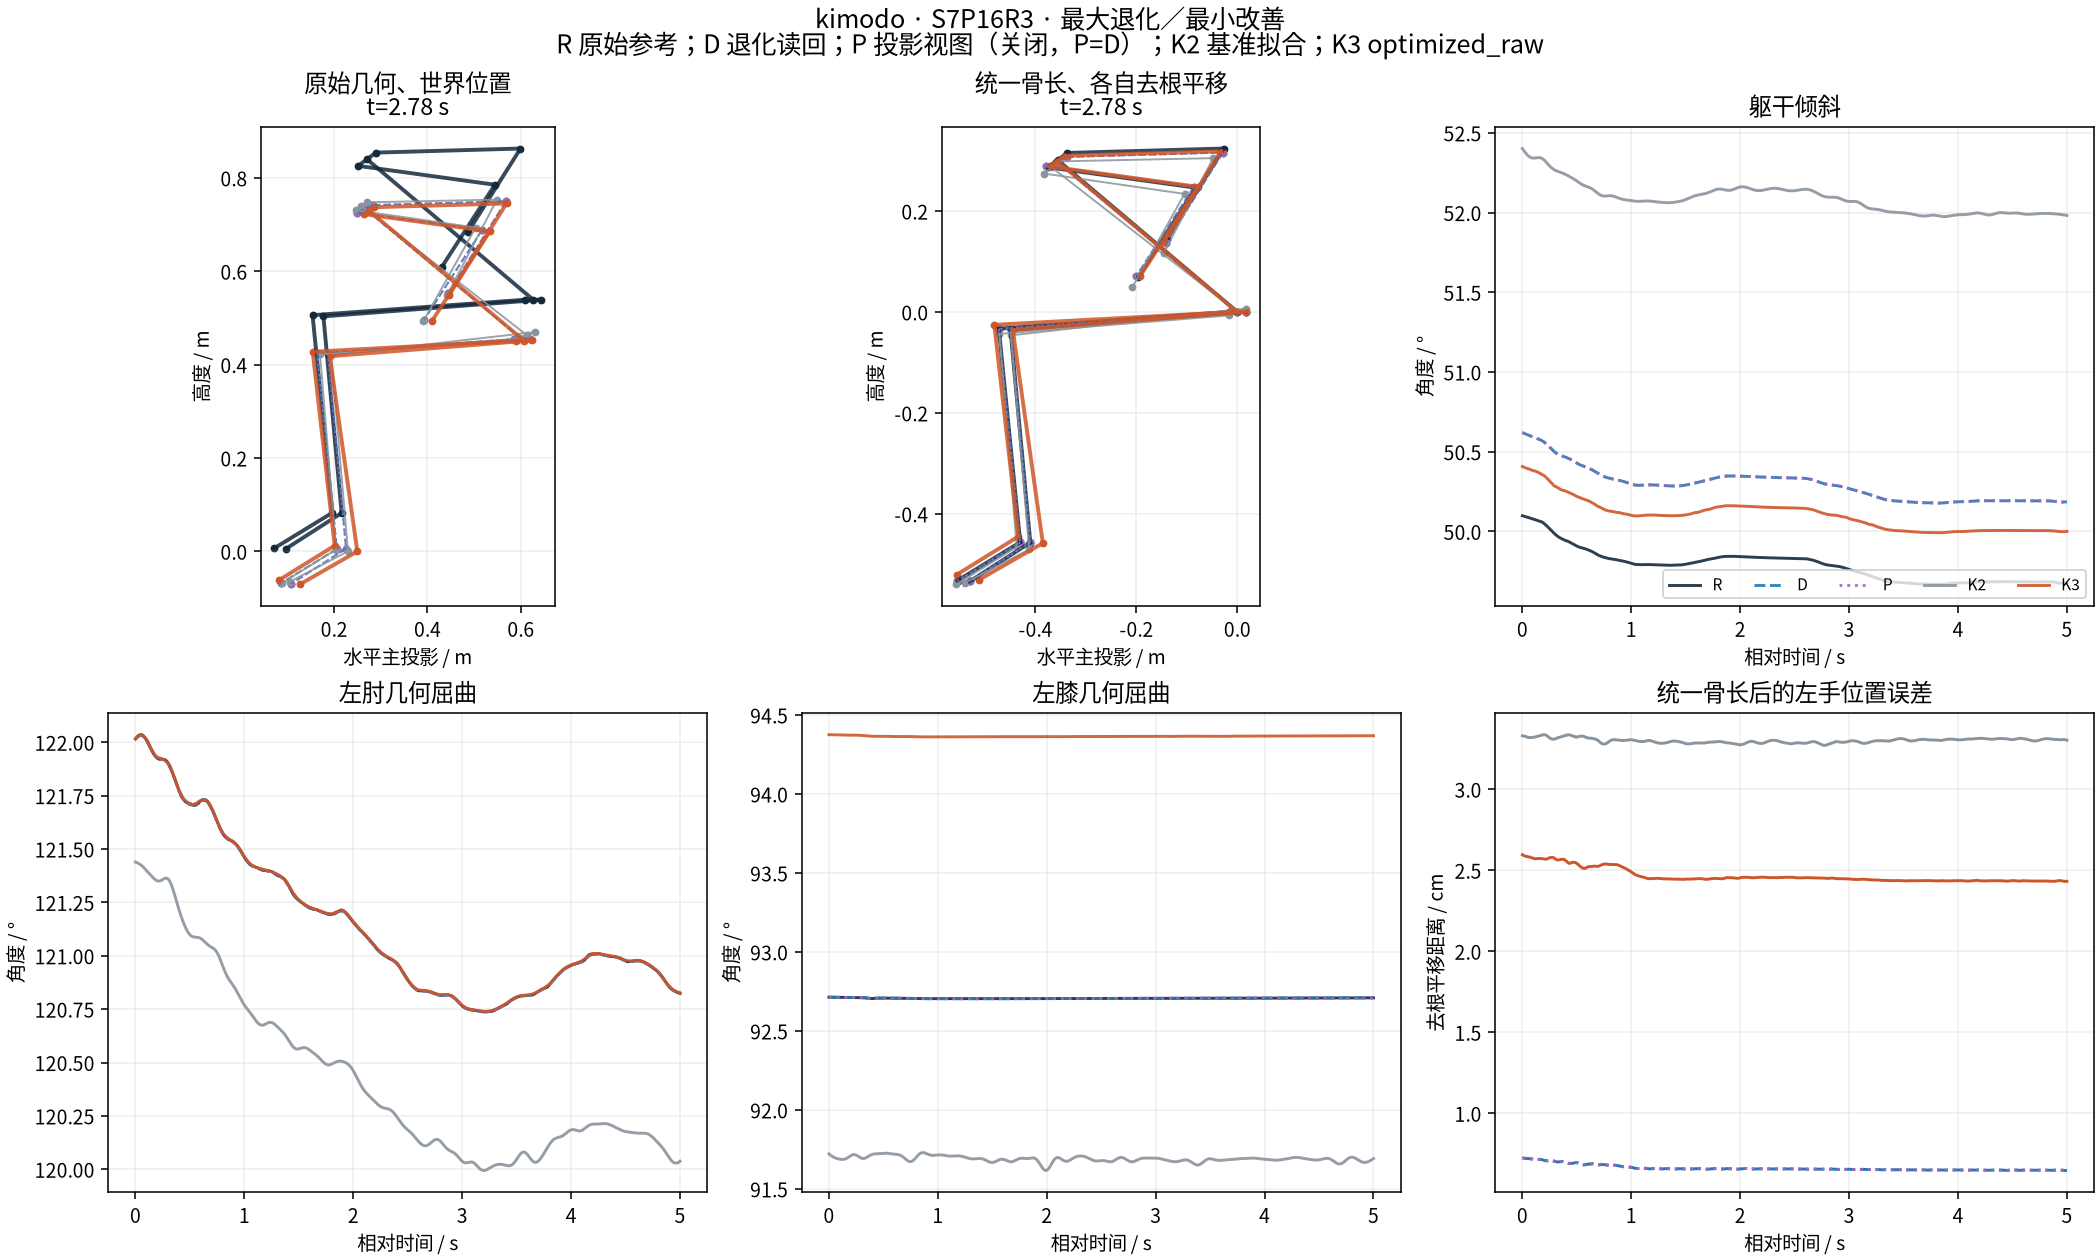 kimodo · S7P16R3 · 最大退化／最小改善
R 原始参考；D 退化读回；P 投影视图（关闭，P=D）；K2 基准拟合；K3 optimized_raw
原始几何、世界位置
t=2.78 s
高度 / m
0.8
0.6
0.4
0.2
0.0
0.2
0.4
0.6
水平主投影 / m
统一骨长、各自去根平移
t=2.78 s
高度 / m
0.2
0.0
-0.2
-0.4
-0.4
-0.2
0.0
水平主投影 / m
躯干倾斜
角度 / °
52.5
52.0
51.5
51.0
50.5
50.0
R
D
P
K2
K3
0
1
2
3
4
5
相对时间 / s
左肘几何屈曲
角度 / °
122.00
121.75
121.50
121.25
121.00
120.75
120.50
120.25
120.00
0
1
2
3
4
5
相对时间 / s
左膝几何屈曲
角度 / °
94.5
94.0
93.5
93.0
92.5
92.0
91.5
0
1
2
3
4
5
相对时间 / s
统一骨长后的左手位置误差
去根平移距离 / cm
3.0
2.5
2.0
1.5
1.0
0
1
2
3
4
5
相对时间 / s